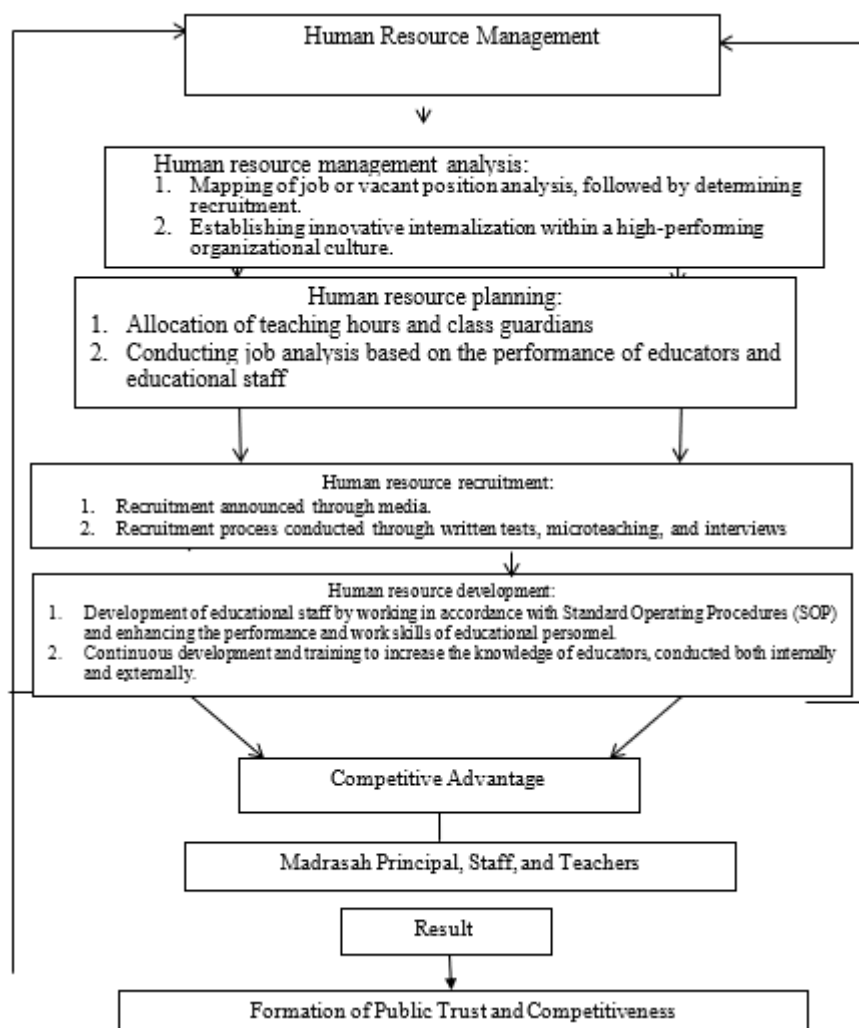 Human Resource Management
Human resource management analysis:
1. Mapping of job or vacant position analysis, followed by determining
recruitment.
2. Establishing innovative internalization within a high-performing
organizational culture.
Human resource planning:
1. Allocation of teaching hours and class guardians
2. Conducting job analysis based on the performance of educators and
educational staff
Human resource recruitment:
1. Recruitment announced through media.
2. Recruitment process conducted through written tests, microteaching, and interviews
Human resource development:
1. Development of educational staff by working in accordance with Standard Operating Procedures (SOP)
and enhancing the performance and work skills of educational personnel.
2. Continuous development and training to increase the knowledge of educators, conducted both internally
and externally.
Competitive Advantage
Madrasah Principal, Staff, and Teachers
Result
Formation of Public Trust and Competitiveness